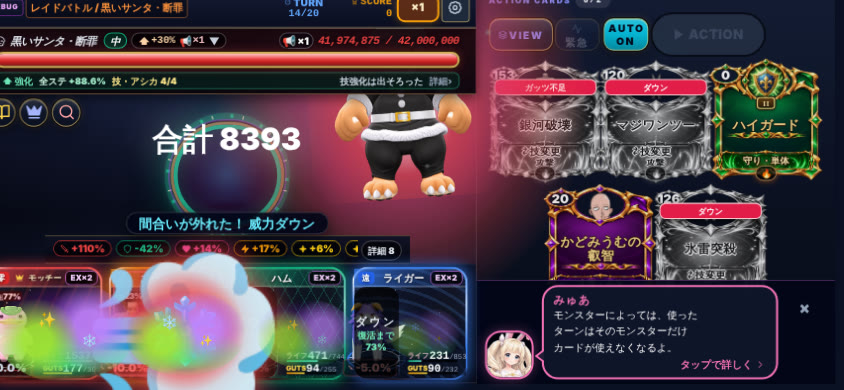 BUG
レイドバトル / 黒いサンタ・断罪
TURN
14/20
SCORE
0
×1
黒いサンタ・断罪
中
+30%
×1
×1
41,974,875 / 42,000,000
強化 全ステ+88.6% 技・アシカ 4/4
技強化は出そろった 詳細›
合計 8393
間合いが外れた！ 威力ダウン
+110%
-42%
+14%
+17%
+6%
詳細 8
モッチー
EX×2
ハム
EX×2
遠
ライガー
EX×2
77%
ダウン
復活まで
73%
ライフ471/744
GUTS94/255
-5.0%
ライフ231/853
GUTS90/232
-10.0%
GUTS177
ACTION CARDS
VIEW
緊急
AUTO
ON
ACTION
153
ガッツ不足
銀河破壊
技変更
攻撃
120
ダウン
マジワンツー
技変更
攻撃
0
II
ハイガード
守り・単体
20
かどみうむの
叡智
126
ダウン
氷雷突殺
技変更
みゅあ
モンスターによっては、使った
ターンはそのモンスターだけ
カードが使えなくなるよ。
タップで詳しく ›
×